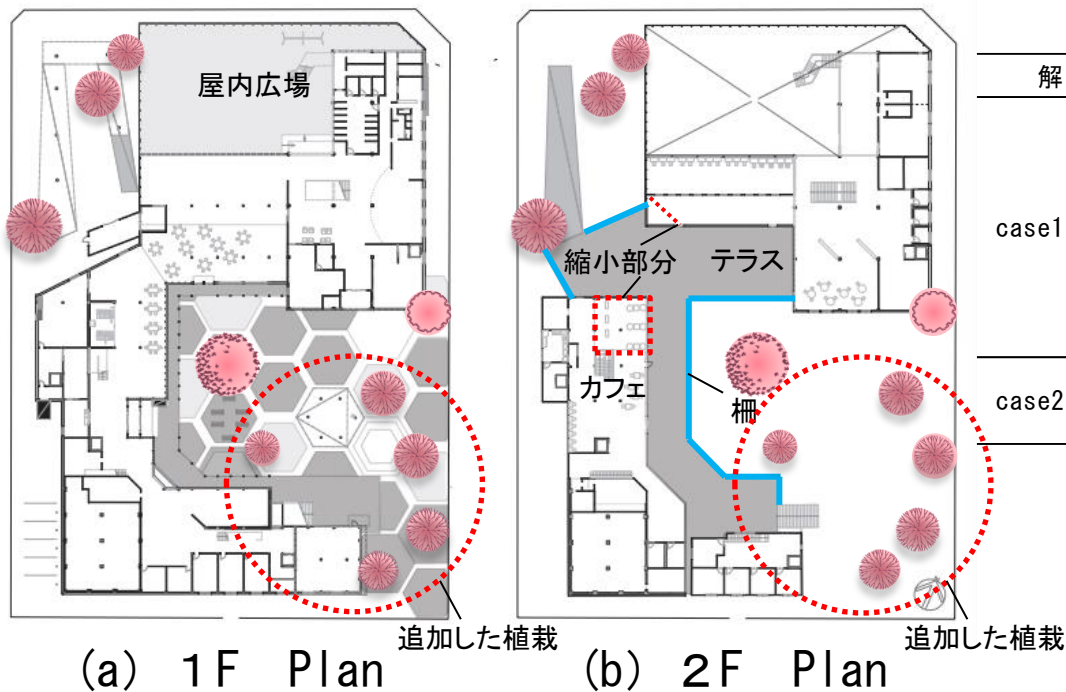 屋内広場
追加した植栽
(a) 1F Plan
縮小部分
テラス
カフェ
柵
追加した植栽
(b) 2F Plan
解
case1
case2